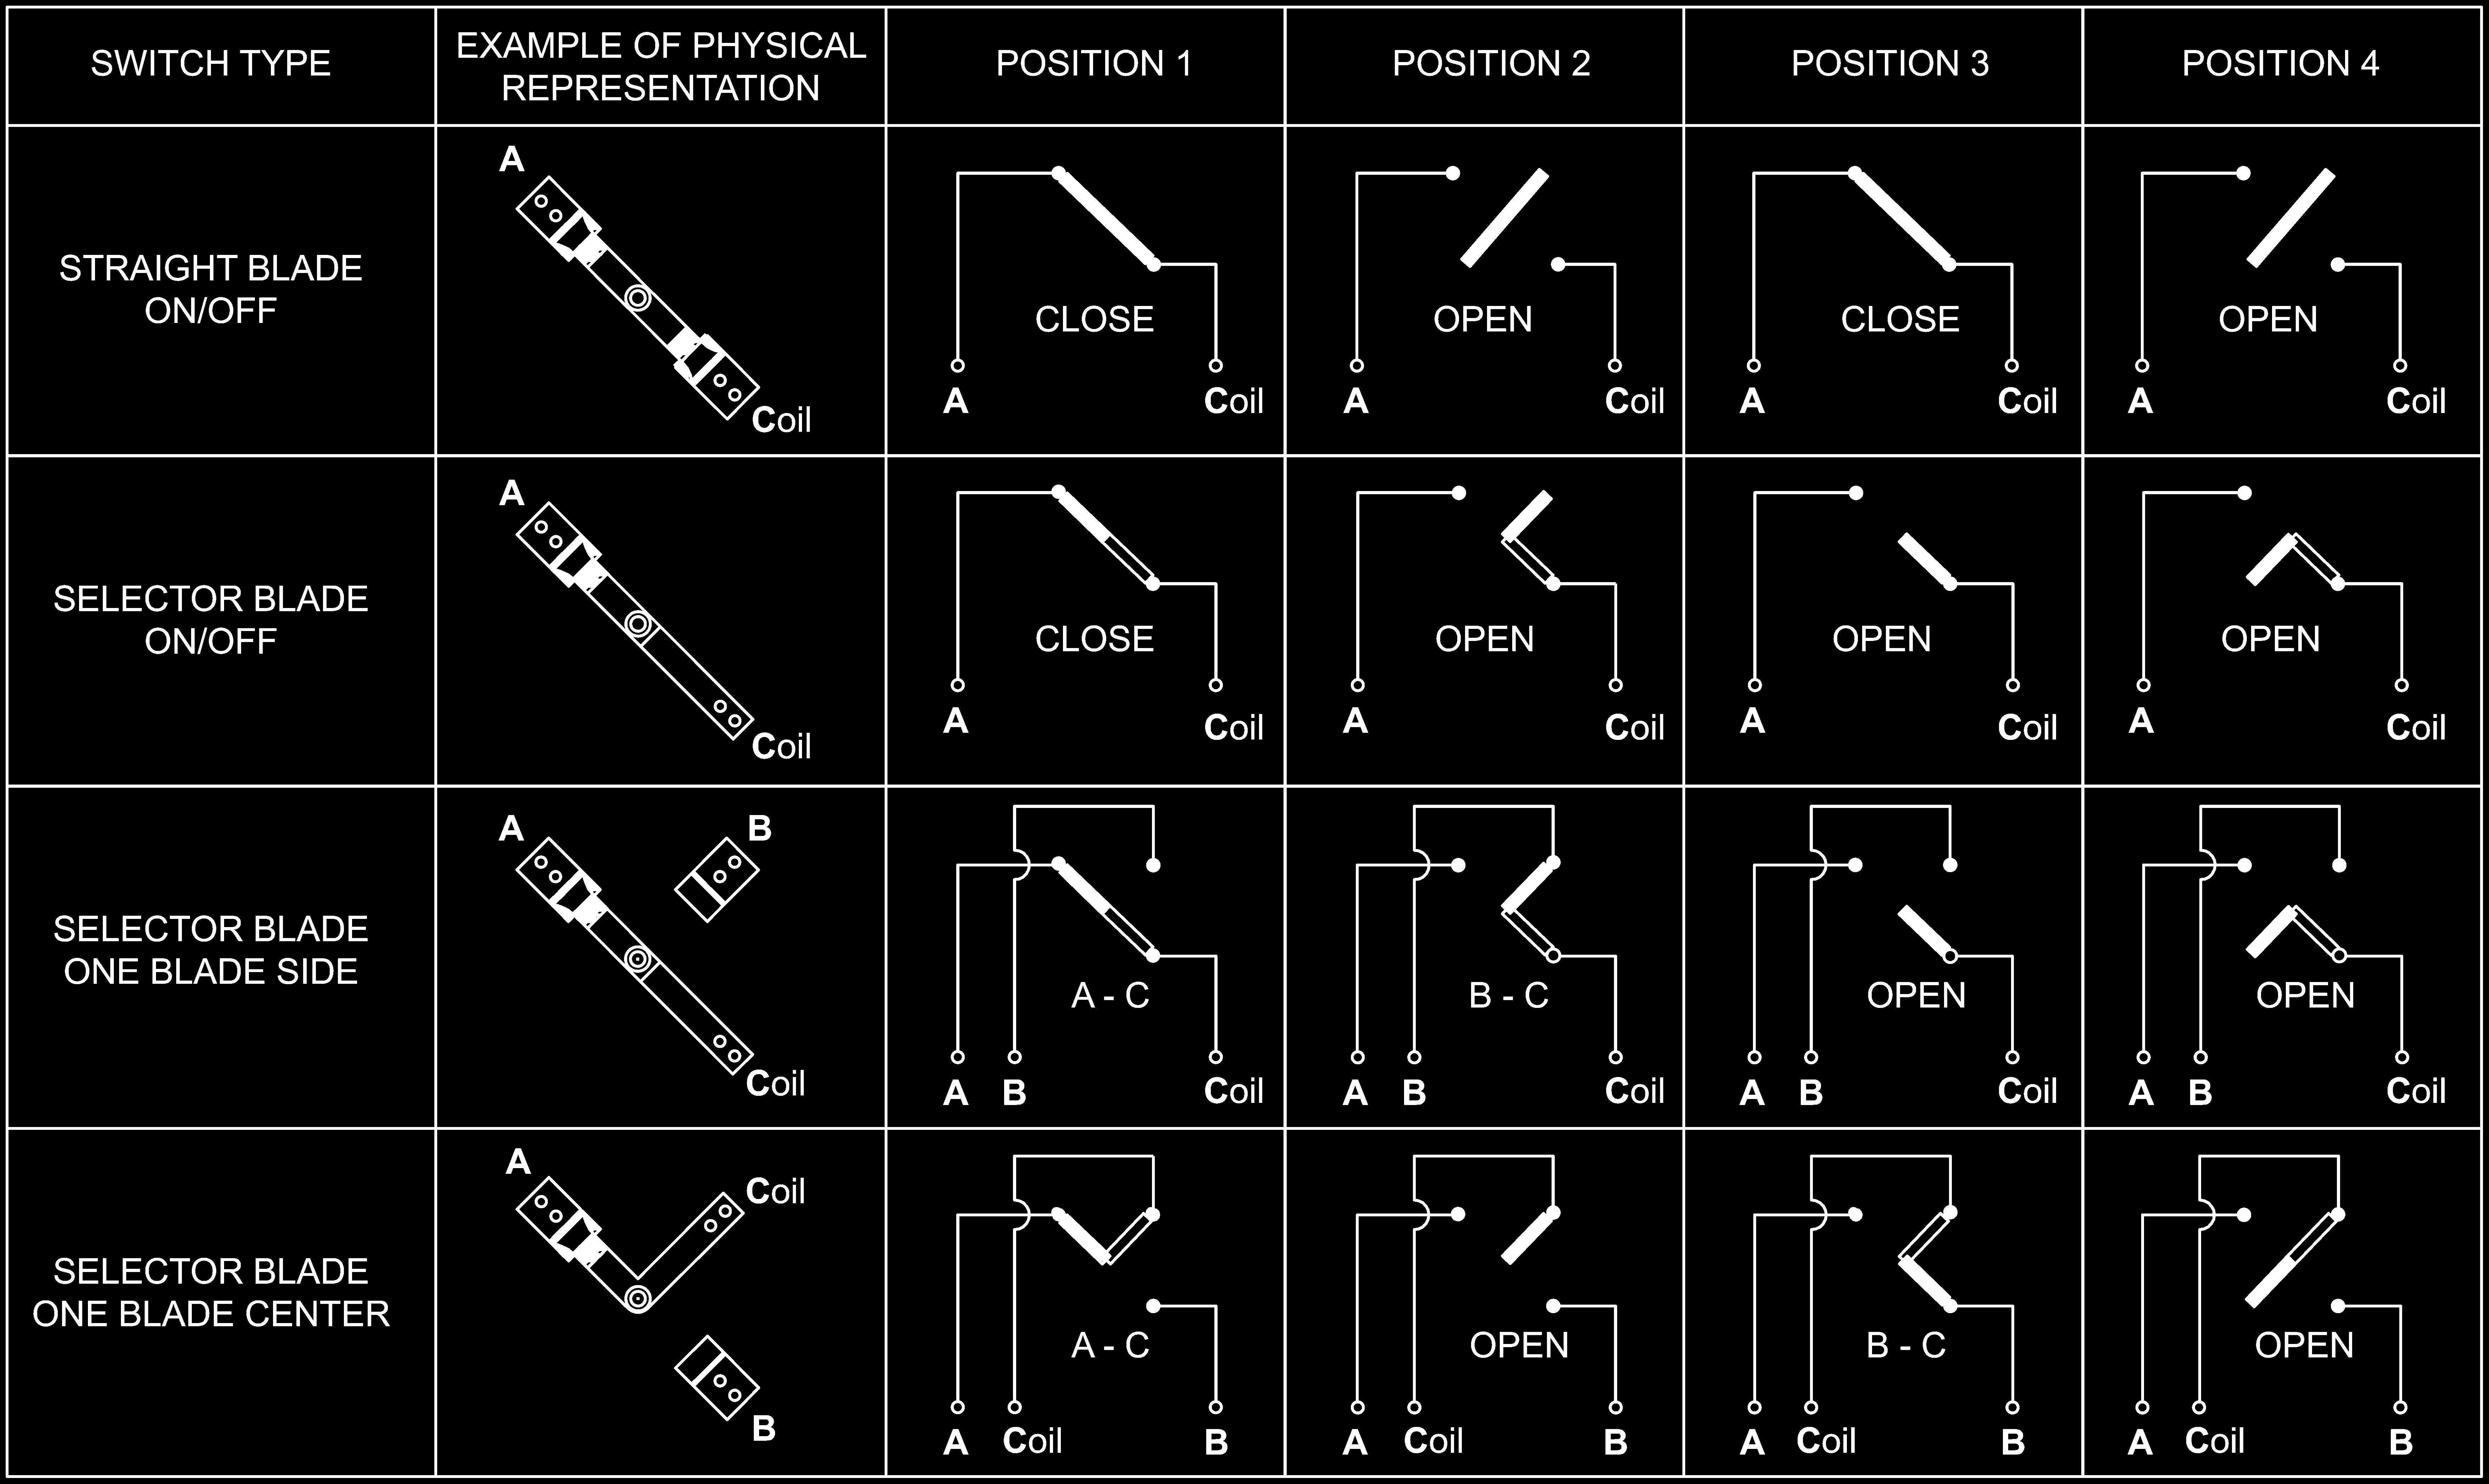 SWITCH TYPE
EXAMPLE OF PHYSICAL
REPRESENTATION
POSITION 1
POSITION 2
POSITION 3
POSITION 4
STRAIGHT BLADE
ON/OFF
A
Coil
CLOSE
A
Coil
OPEN
A
Coil
CLOSE
A
Coil
OPEN
A
Coil
SELECTOR BLADE
ON/OFF
A
Coil
CLOSE
A
Coil
OPEN
A
Coil
OPEN
A
Coil
OPEN
A
Coil
SELECTOR BLADE
ONE BLADE SIDE
A
B
Coil
A - C
A B Coil
B - C
A B Coil
OPEN
A B Coil
OPEN
A B Coil
SELECTOR BLADE
ONE BLADE CENTER
A
Coil
B
A - C
A Coil B
OPEN
A Coil B
B - C
A Coil B
OPEN
A Coil B